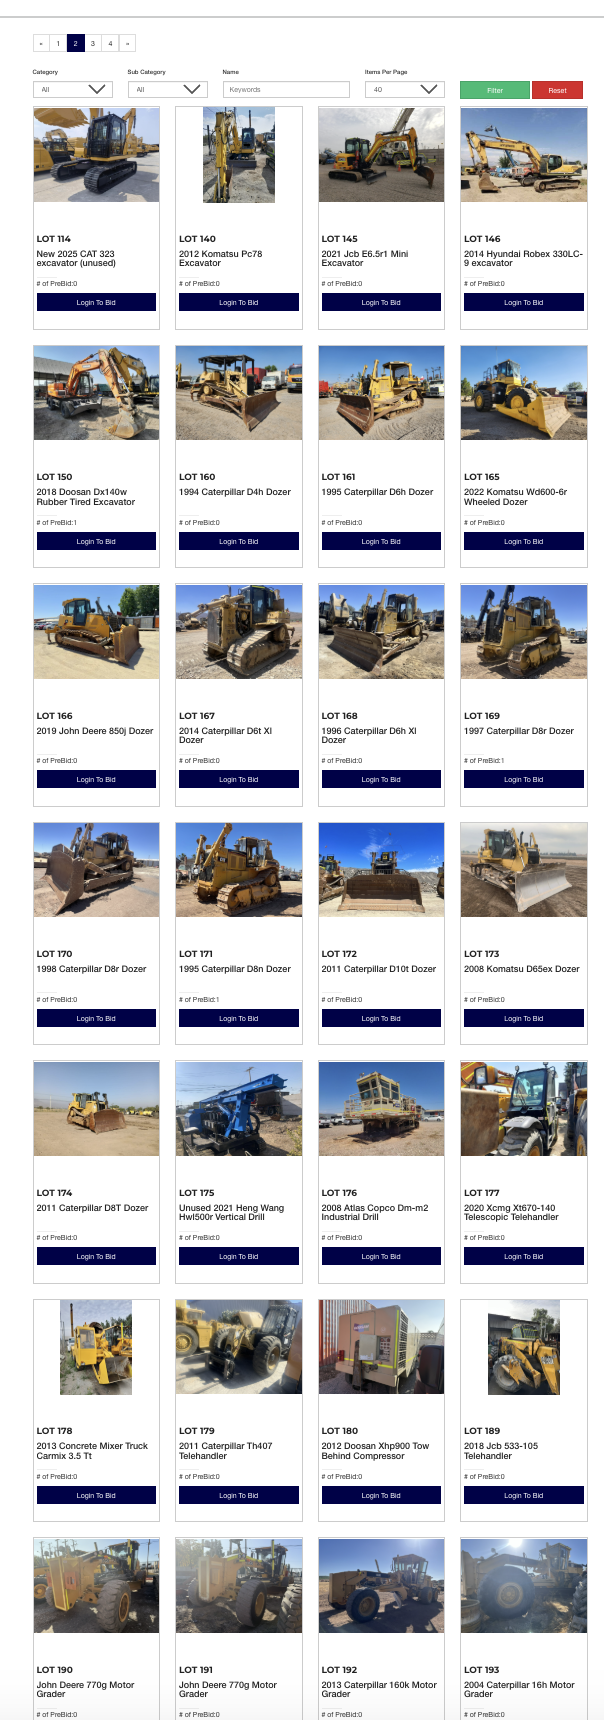 « 1 2 3 4 »
Category Sub Category Name Items Per Page
All All Keywords 40 Filter Reset
LOT 114
New 2025 CAT 323
excavator (unused)
# of PreBid:0
Login To Bid
LOT 140
2012 Komatsu Pc78
Excavator
# of PreBid:0
Login To Bid
LOT 145
2021 Jcb E6.5r1 Mini
Excavator
# of PreBid:0
Login To Bid
LOT 146
2014 Hyundai Robex 330LC-
9 excavator
# of PreBid:0
Login To Bid
LOT 150
2018 Doosan Dx140w
Rubber Tired Excavator
# of PreBid:1
Login To Bid
LOT 160
1994 Caterpillar D4h Dozer
# of PreBid:0
Login To Bid
LOT 161
1995 Caterpillar D6h Dozer
# of PreBid:0
Login To Bid
LOT 165
2022 Komatsu Wd600-6r
Wheeled Dozer
# of PreBid:0
Login To Bid
LOT 166
2019 John Deere 850j Dozer
# of PreBid:0
Login To Bid
LOT 167
2014 Caterpillar D6t Xl
Dozer
# of PreBid:0
Login To Bid
LOT 168
1996 Caterpillar D6h Xl
Dozer
# of PreBid:0
Login To Bid
LOT 169
1997 Caterpillar D8r Dozer
# of PreBid:1
Login To Bid
LOT 170
1998 Caterpillar D8r Dozer
# of PreBid:0
Login To Bid
LOT 171
1995 Caterpillar D8n Dozer
# of PreBid:1
Login To Bid
LOT 172
2011 Caterpillar D10t Dozer
# of PreBid:0
Login To Bid
LOT 173
2008 Komatsu D65ex Dozer
# of PreBid:0
Login To Bid
LOT 174
2011 Caterpillar D8T Dozer
# of PreBid:0
Login To Bid
LOT 175
Unused 2021 Heng Wang
Hwl500r Vertical Drill
# of PreBid:0
Login To Bid
LOT 176
2008 Atlas Copco Dm-m2
Industrial Drill
# of PreBid:0
Login To Bid
LOT 177
2020 Xcmg Xt670-140
Telescopic Telehandler
# of PreBid:0
Login To Bid
LOT 178
2013 Concrete Mixer Truck
Carmix 3.5 Tt
# of PreBid:0
Login To Bid
LOT 179
2011 Caterpillar Th407
Telehandler
# of PreBid:0
Login To Bid
LOT 180
2012 Doosan Xhp900 Tow
Behind Compressor
# of PreBid:0
Login To Bid
LOT 189
2018 Jcb 533-105
Telehandler
# of PreBid:0
Login To Bid
LOT 190
John Deere 770g Motor
Grader
# of PreBid:0
LOT 191
John Deere 770g Motor
Grader
# of PreBid:0
LOT 192
2013 Caterpillar 160k Motor
Grader
# of PreBid:0
LOT 193
2004 Caterpillar 16h Motor
Grader
# of PreBid:0